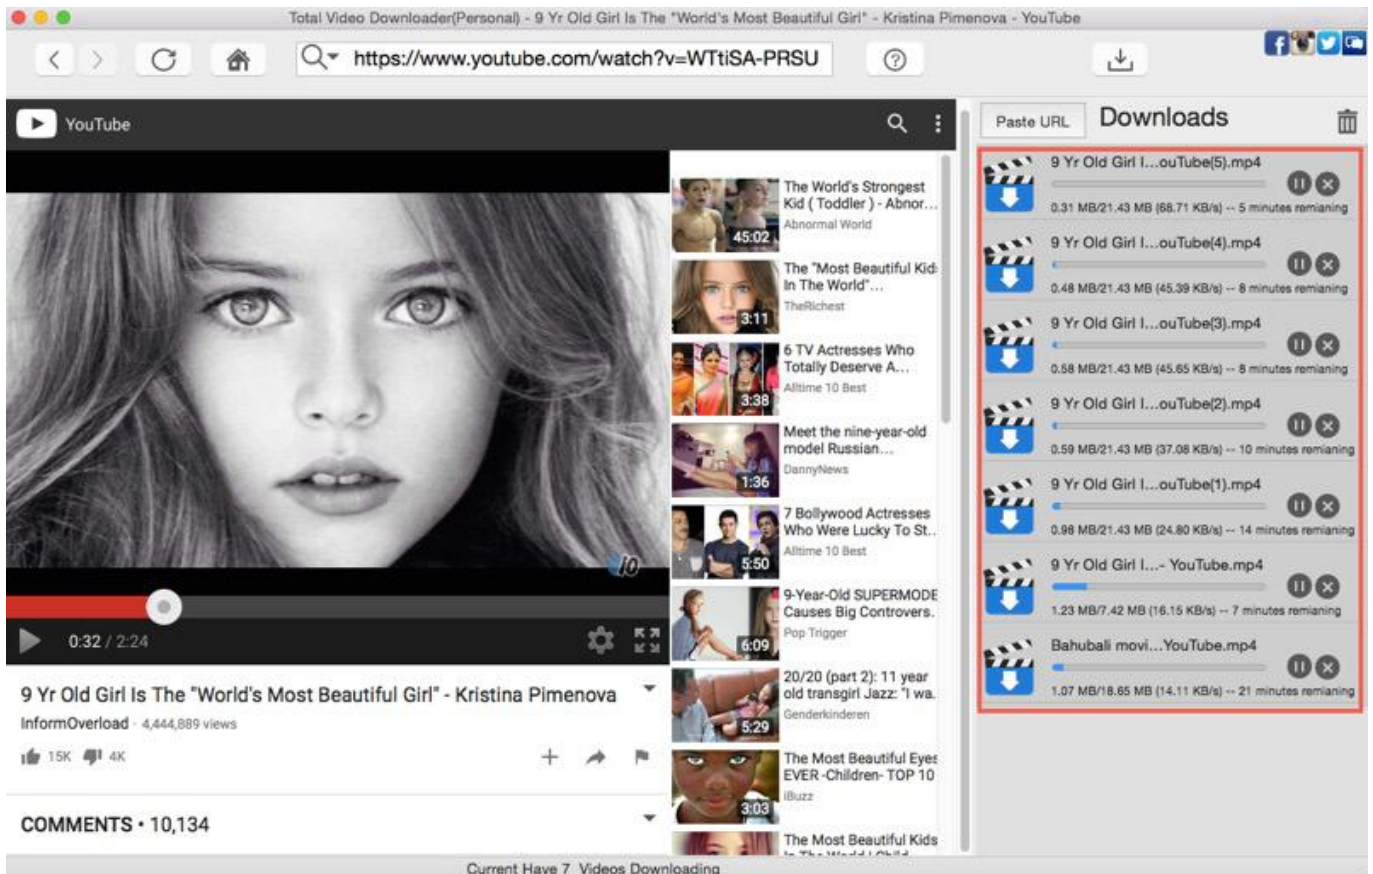 Total Video Downloader(Personal) - 9 Yr Old Girl Is The "World's Most Beautiful Girl" - Kristina Pimenova - YouTube
https://www.youtube.com/watch?v=WTtiSA-PRSU
YouTube
45:02
The World's Strongest
Kid ( Toddler ) - Abnor...
Abnormal World
3:11
The "Most Beautiful Kid
In The World"...
TheRichest
3:38
6 TV Actresses Who
Totally Deserve A...
Alltime 10 Best
1:36
Meet the nine-year-old
model Russian...
DannyNews
5:50
7 Bollywood Actresses
Who Were Lucky To St..
Alltime 10 Best
6:09
9-Year-Old SUPERMODE
Causes Big Controvers.
Pop Trigger
5:29
20/20 (part 2): 11 year
old transgirl Jazz: "I wa.
Genderkinderen
3:03
The Most Beautiful Eyes
EVER -Children- TOP 10
iBuzz
The Most Beautiful Kids
iO
0:32 / 2:24
9 Yr Old Girl Is The "World's Most Beautiful Girl" - Kristina Pimenova
InformOverload · 4,444,889 views
15K 4K
COMMENTS • 10,134
Paste URL
Downloads
9 Yr Old Girl I...ouTube(5).mp4
0.31 MB/21.43 MB (68.71 KB/s) -- 5 minutes remianing
9 Yr Old Girl I...ouTube(4).mp4
0.48 MB/21.43 MB (45.39 KB/s) -- 8 minutes remianing
9 Yr Old Girl I...ouTube(3).mp4
0.58 MB/21.43 MB (45.65 KB/s) -- 8 minutes remianing
9 Yr Old Girl I...ouTube(2).mp4
0.59 MB/21.43 MB (37.08 KB/s) -- 10 minutes remianing
9 Yr Old Girl I...ouTube(1).mp4
0.98 MB/21.43 MB (24.80 KB/s) -- 14 minutes remianing
9 Yr Old Girl I...- YouTube.mp4
1.23 MB/7.42 MB (16.15 KB/s) -- 7 minutes remianing
Bahubali movi...YouTube.mp4
1.07 MB/18.65 MB (14.11 KB/s) -- 21 minutes remianing
Current Have 7 Videos Downloading